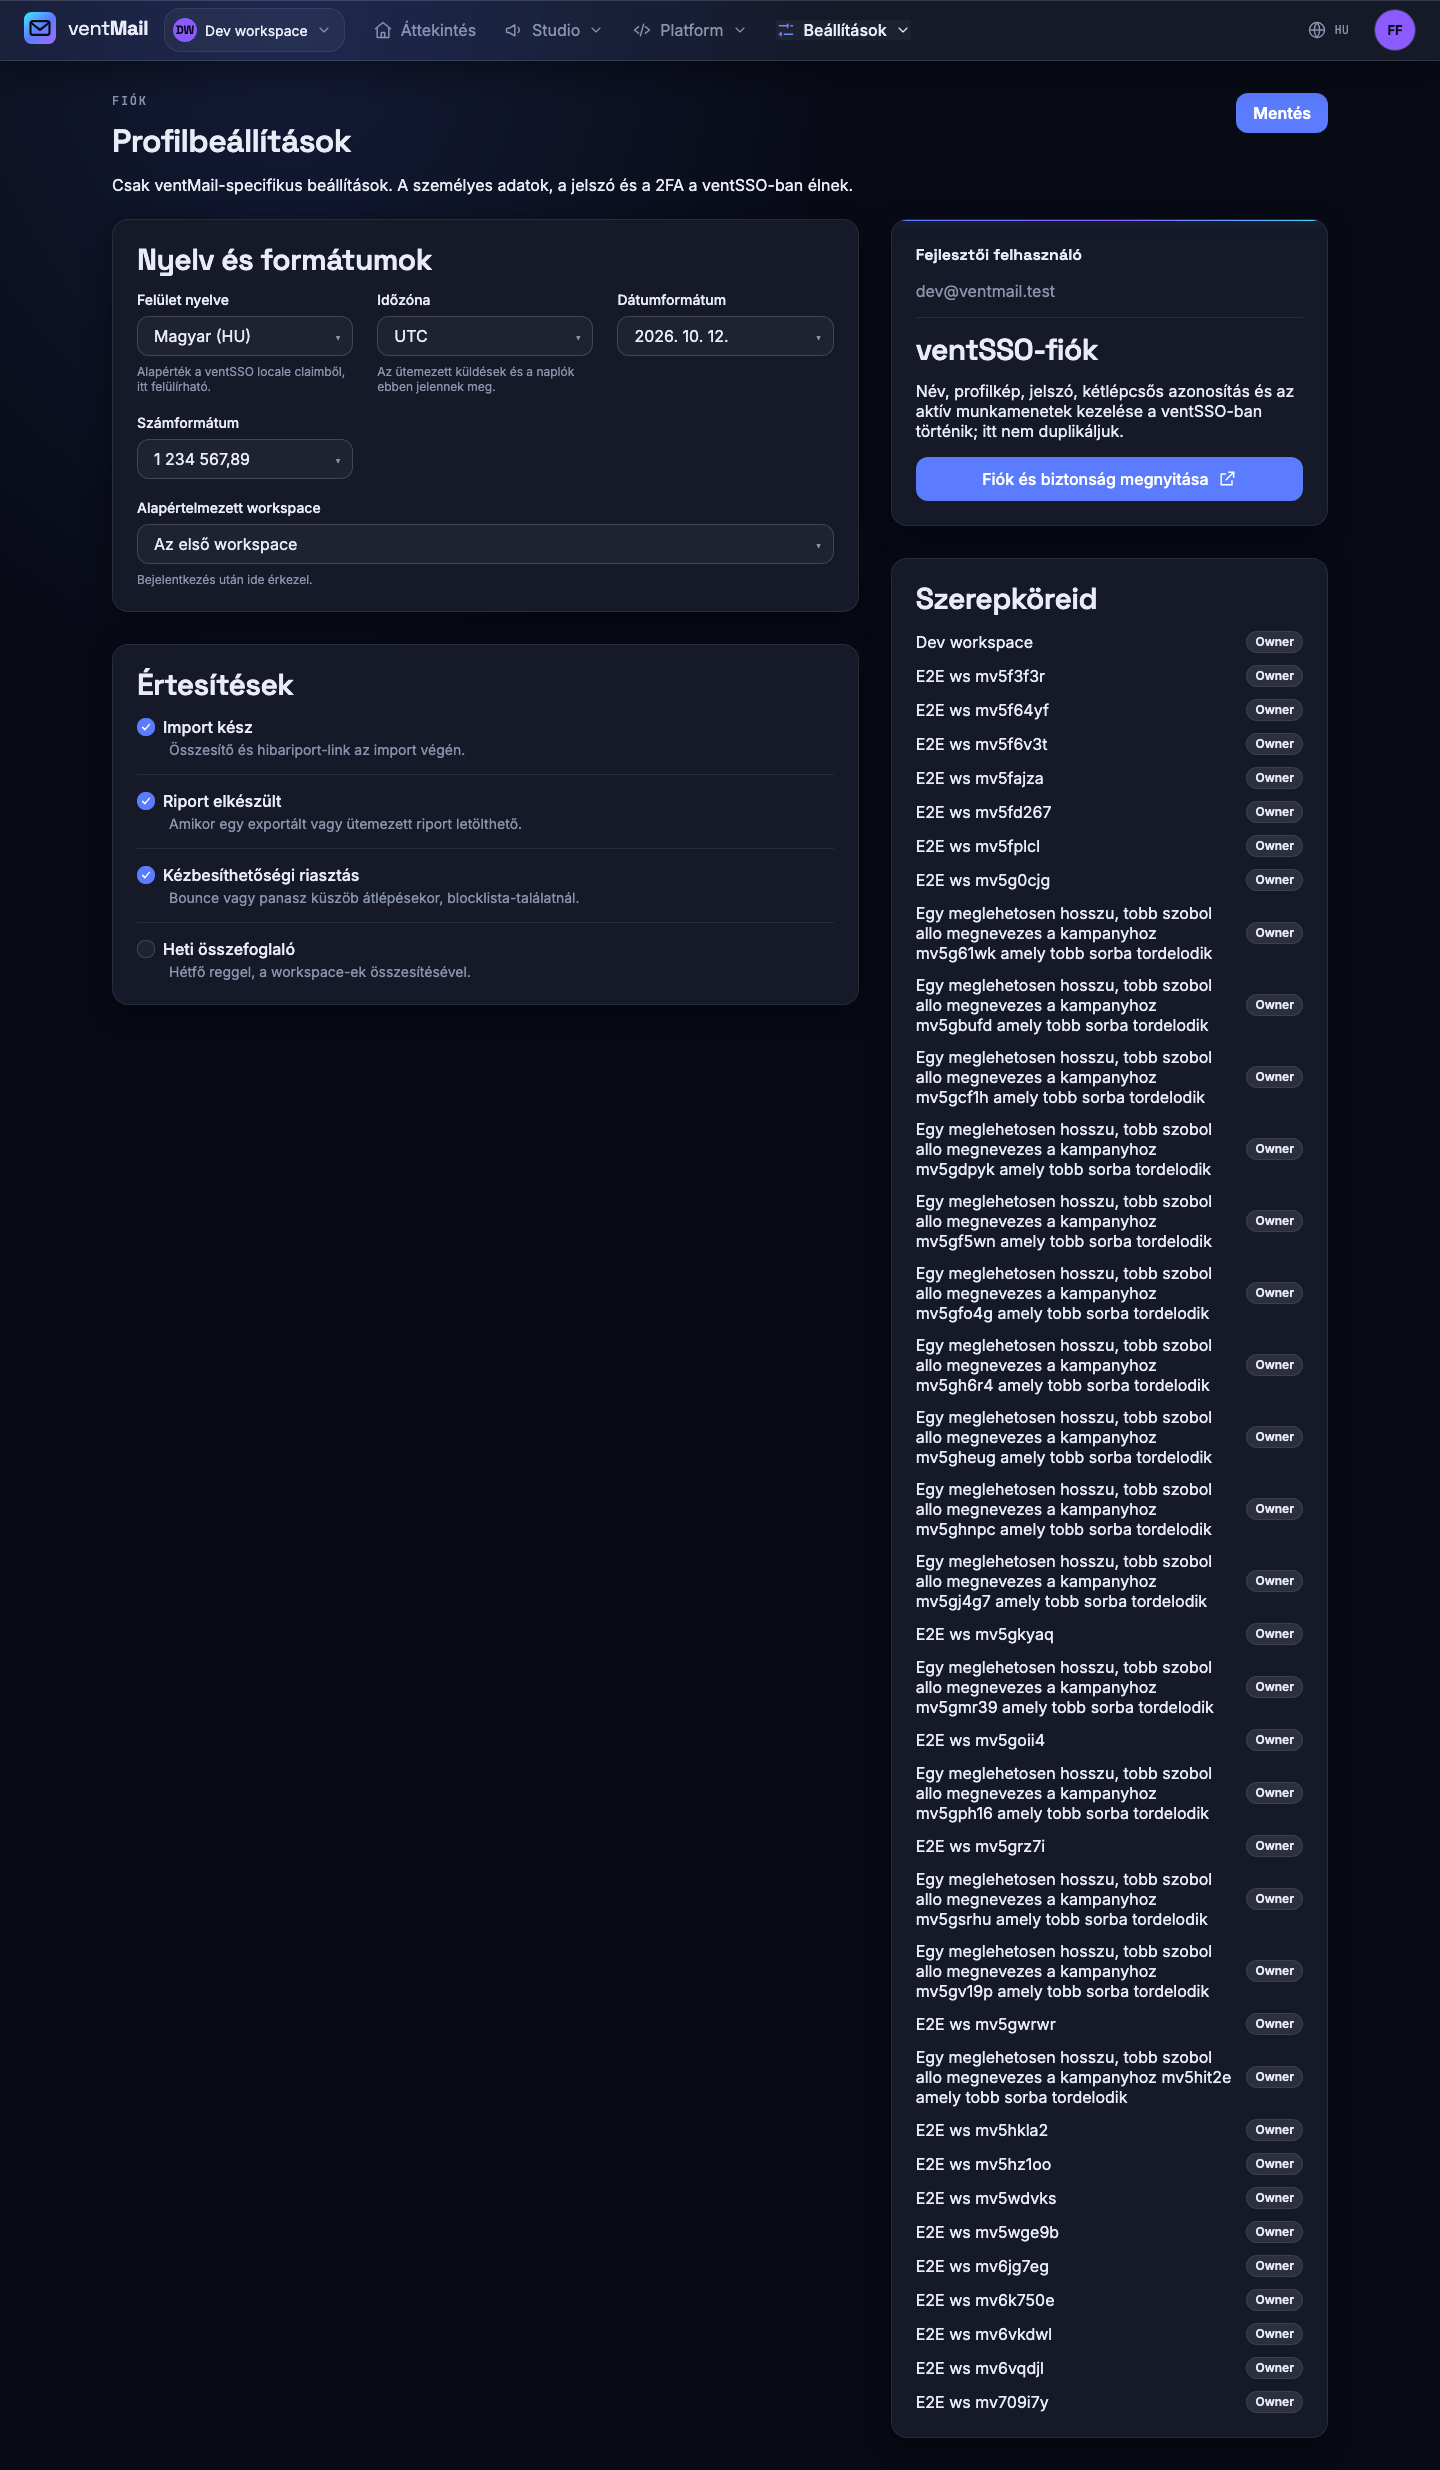 ventMail
DW Dev workspace
Áttekintés
Studio
Platform
Beállítások
HU
FF
FIÓK
Profilbeállítások
Mentés
Csak ventMail-specifikus beállítások. A személyes adatok, a jelszó és a 2FA a ventSSO-ban élnek.
Nyelv és formátumok
Felület nyelve
Magyar (HU)
Alapérték a ventSSO locale claimből,
itt felülírható.
Időzóna
UTC
Az ütemezett küldések és a naplók
ebben jelennek meg.
Dátumformátum
2026. 10. 12.
Számformátum
1 234 567,89
Alapértelmezett workspace
Az első workspace
Bejelentkezés után ide érkezel.
Értesítések
Import kész
Összesítő és hibariport-link az import végén.
Riport elkészült
Amikor egy exportált vagy ütemezett riport letölthető.
Kézbesíthetőségi riasztás
Bounce vagy panasz küszöb átlépésekor, blocklista-találatnál.
Heti összefoglaló
Hétfő reggel, a workspace-ek összesítésével.
Fejlesztői felhasználó
dev@ventmail.test
ventSSO-fiók
Név, profilkép, jelszó, kétlépcsős azonosítás és az
aktív munkamenetek kezelése a ventSSO-ban
történik; itt nem duplikáljuk.
Fiók és biztonság megnyitása
Szerepköreid
Dev workspace Owner
E2E ws mv5f3f3r Owner
E2E ws mv5f64yf Owner
E2E ws mv5f6v3t Owner
E2E ws mv5fajza Owner
E2E ws mv5fd267 Owner
E2E ws mv5fplcl Owner
E2E ws mv5g0cjg Owner
Egy meglehetosen hosszu, tobb szobol
allo megnevezes a kampanyhoz Owner
mv5g61wk amely tobb sorba tordelodik
Egy meglehetosen hosszu, tobb szobol
allo megnevezes a kampanyhoz Owner
mv5gbufd amely tobb sorba tordelodik
Egy meglehetosen hosszu, tobb szobol
allo megnevezes a kampanyhoz Owner
mv5gcf1h amely tobb sorba tordelodik
Egy meglehetosen hosszu, tobb szobol
allo megnevezes a kampanyhoz Owner
mv5gdpyk amely tobb sorba tordelodik
Egy meglehetosen hosszu, tobb szobol
allo megnevezes a kampanyhoz Owner
mv5gf5wn amely tobb sorba tordelodik
Egy meglehetosen hosszu, tobb szobol
allo megnevezes a kampanyhoz Owner
mv5gfo4g amely tobb sorba tordelodik
Egy meglehetosen hosszu, tobb szobol
allo megnevezes a kampanyhoz Owner
mv5gh6r4 amely tobb sorba tordelodik
Egy meglehetosen hosszu, tobb szobol
allo megnevezes a kampanyhoz Owner
mv5gheug amely tobb sorba tordelodik
Egy meglehetosen hosszu, tobb szobol
allo megnevezes a kampanyhoz Owner
mv5ghnpc amely tobb sorba tordelodik
Egy meglehetosen hosszu, tobb szobol
allo megnevezes a kampanyhoz Owner
mv5gj4g7 amely tobb sorba tordelodik
E2E ws mv5gkyaq Owner
Egy meglehetosen hosszu, tobb szobol
allo megnevezes a kampanyhoz Owner
mv5gmr39 amely tobb sorba tordelodik
E2E ws mv5goii4 Owner
Egy meglehetosen hosszu, tobb szobol
allo megnevezes a kampanyhoz Owner
mv5gph16 amely tobb sorba tordelodik
E2E ws mv5grz7i Owner
Egy meglehetosen hosszu, tobb szobol
allo megnevezes a kampanyhoz Owner
mv5gsrhu amely tobb sorba tordelodik
Egy meglehetosen hosszu, tobb szobol
allo megnevezes a kampanyhoz Owner
mv5gv19p amely tobb sorba tordelodik
E2E ws mv5gwrwr Owner
Egy meglehetosen hosszu, tobb szobol
allo megnevezes a kampanyhoz mv5hit2e Owner
amely tobb sorba tordelodik
E2E ws mv5hkla2 Owner
E2E ws mv5hz1oo Owner
E2E ws mv5wdvks Owner
E2E ws mv5wge9b Owner
E2E ws mv6jg7eg Owner
E2E ws mv6k750e Owner
E2E ws mv6vkdwl Owner
E2E ws mv6vqdjl Owner
E2E ws mv709i7y Owner